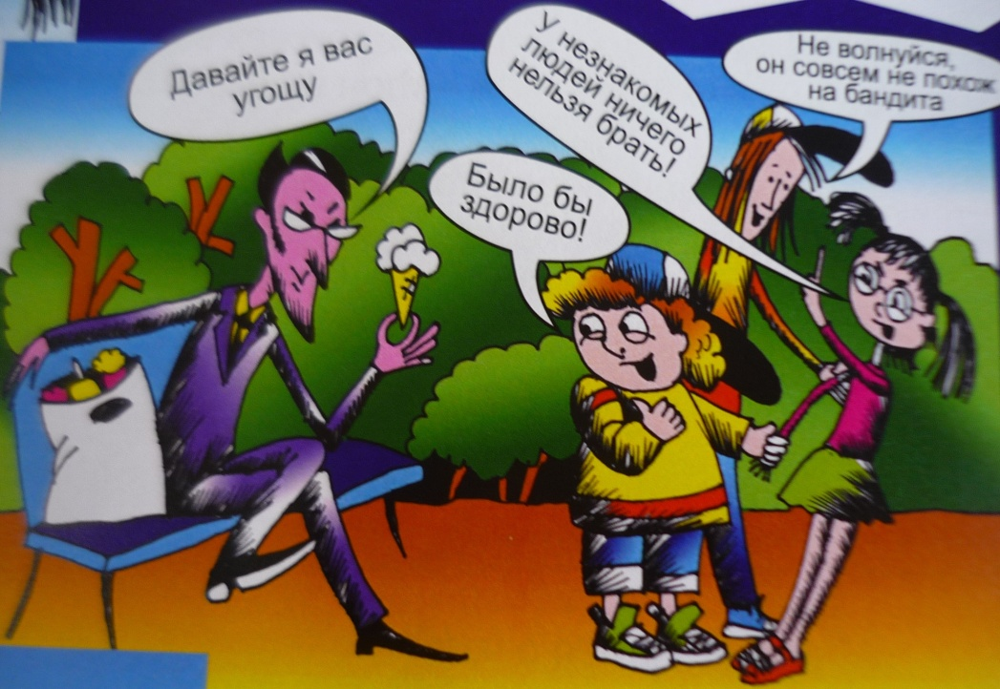 Давайте я вас
угощу
Было бы
здорово!
У незнакомых
людей ничего
нельзя брать!
Не волнуйся,
он совсем не похож
на бандита